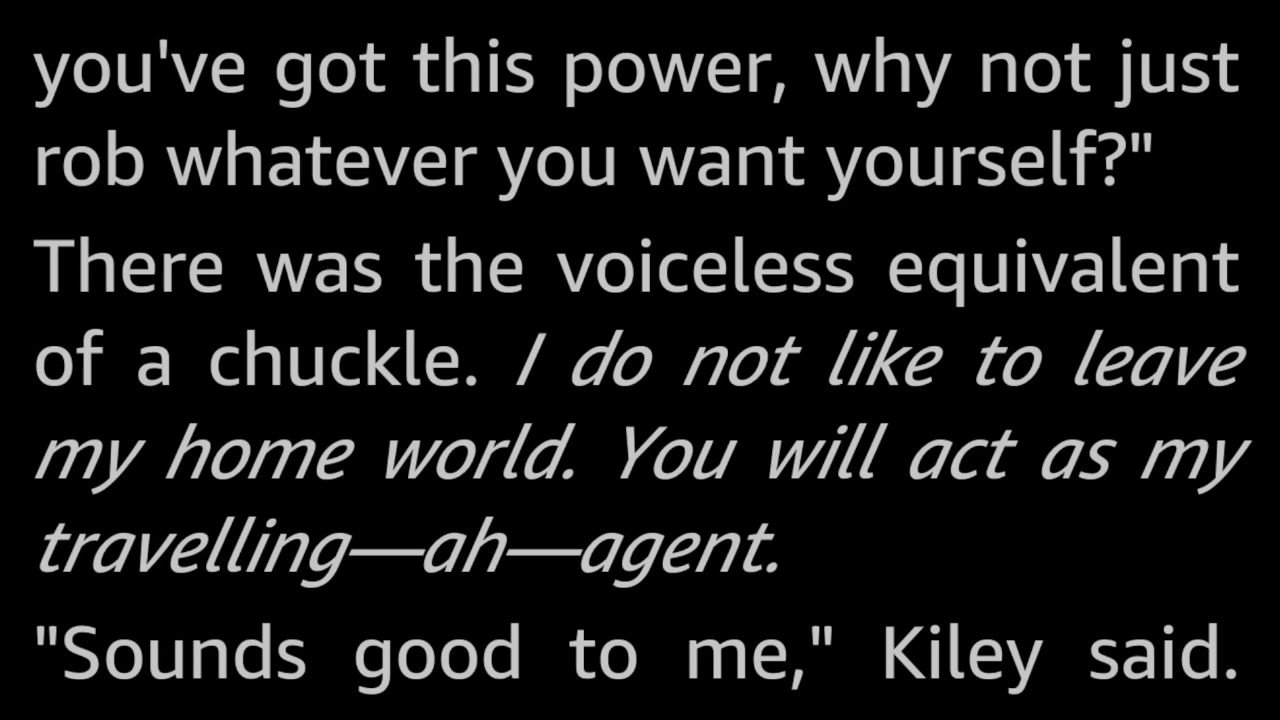 you've got this power, why not just
rob whatever you want yourself?"
There was the voiceless equivalent
of a chuckle. I do not like to leave
my home world. You will act as my
travelling—ah—agent.
"Sounds good to me," Kiley said.